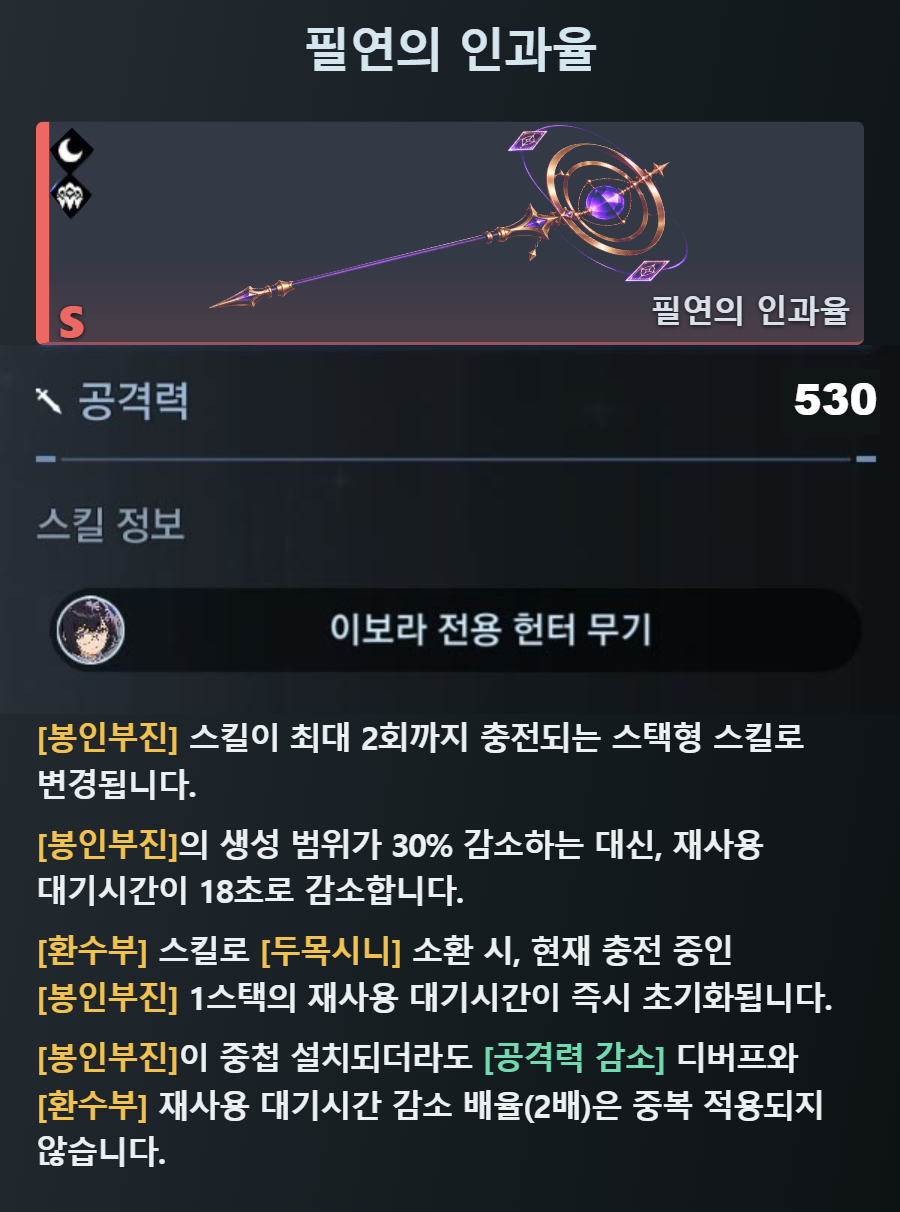 필연의 인과율
S
필연의 인과율
공격력
530
스킬 정보
이보라 전용 헌터 무기
[봉인부진] 스킬이 최대 2회까지 충전되는 스택형 스킬로
변경됩니다.
[봉인부진]의 생성 범위가 30% 감소하는 대신, 재사용
대기시간이 18초로 감소합니다.
[환수부] 스킬로 [두목시니] 소환 시, 현재 충전 중인
[봉인부진] 1스택의 재사용 대기시간이 즉시 초기화됩니다.
[봉인부진]이 중첩 설치되더라도 [공격력 감소] 디버프와
[환수부] 재사용 대기시간 감소 배율(2배)은 중복 적용되지
않습니다.